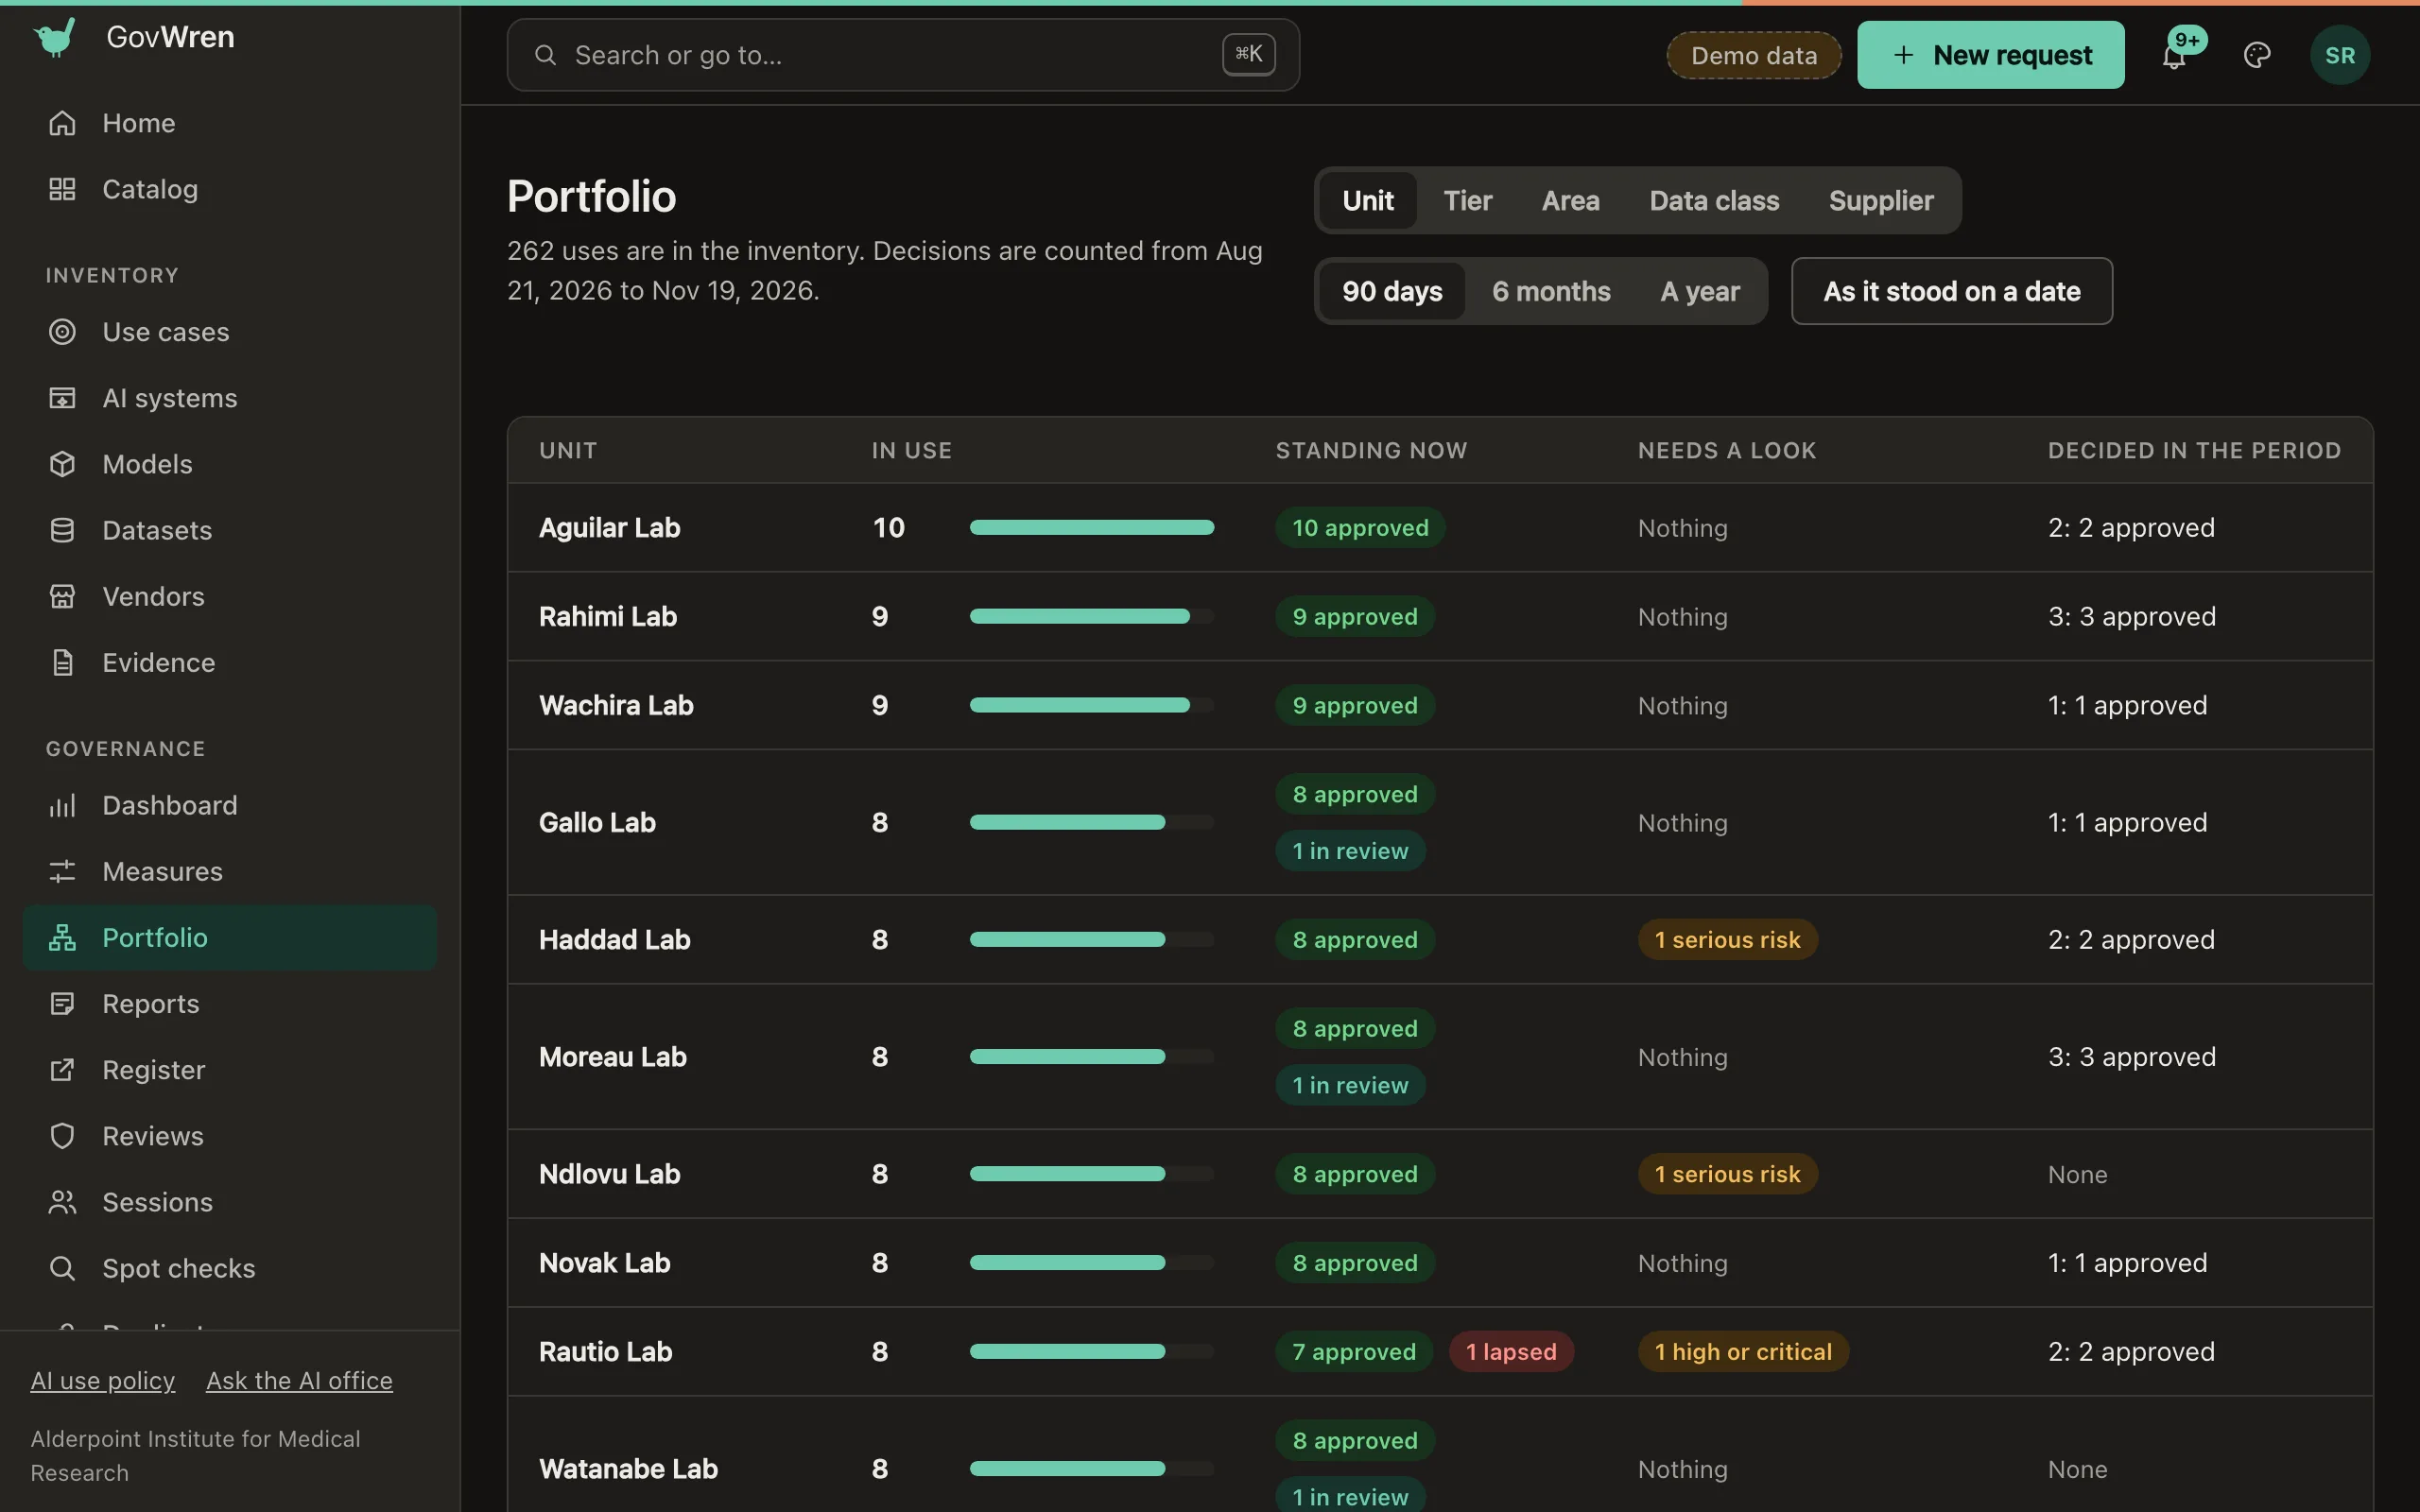 GovWren
Search or go to...
⌘K
Demo data
+ New request
9+
SR
Home
Catalog
INVENTORY
Use cases
AI systems
Models
Datasets
Vendors
Evidence
GOVERNANCE
Dashboard
Measures
Portfolio
Reports
Register
Reviews
Sessions
Spot checks
AI use policy Ask the AI office
Alderpoint Institute for Medical
Research
Portfolio
262 uses are in the inventory. Decisions are counted from Aug
21, 2026 to Nov 19, 2026.
Unit Tier Area Data class Supplier
90 days 6 months A year As it stood on a date
UNIT IN USE STANDING NOW NEEDS A LOOK DECIDED IN THE PERIOD
Aguilar Lab 10 10 approved Nothing 2: 2 approved
Rahimi Lab 9 9 approved Nothing 3: 3 approved
Wachira Lab 9 9 approved Nothing 1: 1 approved
Gallo Lab 8 8 approved 1 in review Nothing 1: 1 approved
Haddad Lab 8 8 approved 1 serious risk 2: 2 approved
Moreau Lab 8 8 approved 1 in review Nothing 3: 3 approved
Ndlovu Lab 8 8 approved 1 serious risk None
Novak Lab 8 8 approved Nothing 1: 1 approved
Rautio Lab 8 7 approved 1 lapsed 1 high or critical 2: 2 approved
Watanabe Lab 8 8 approved 1 in review Nothing None